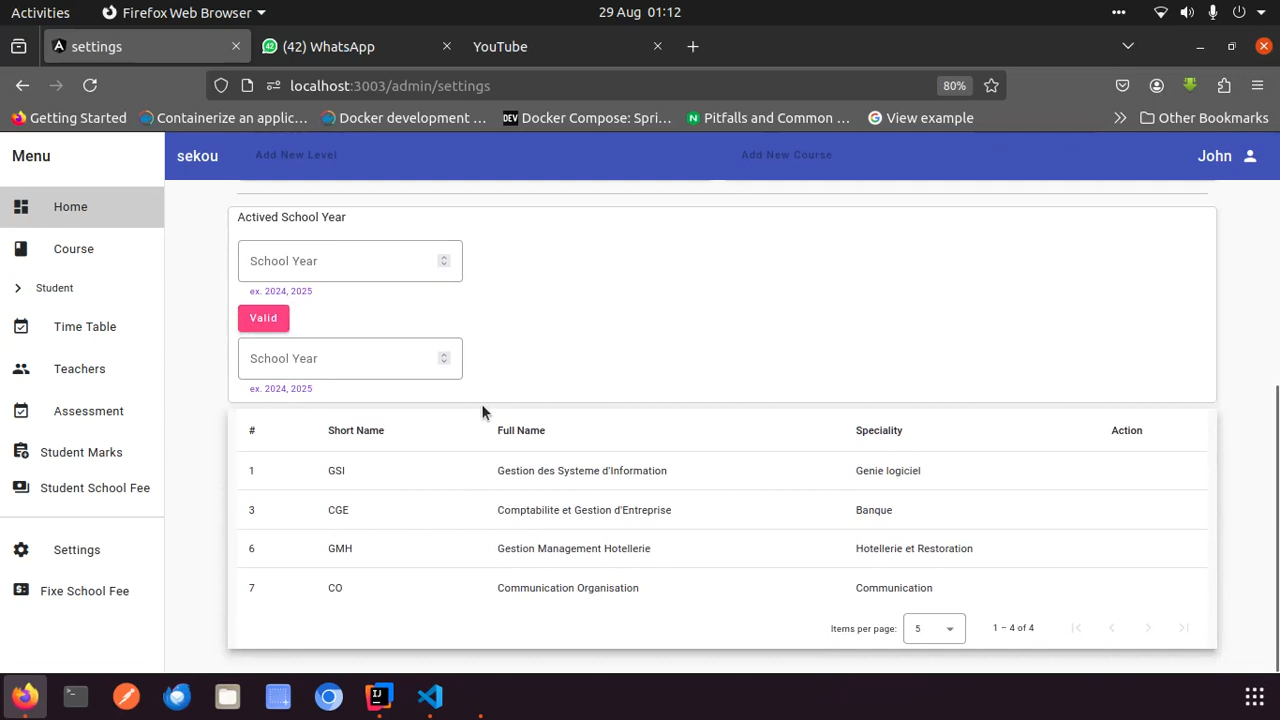 Activities Firefox Web Browser 29 Aug 01:12
settings (42) WhatsApp YouTube
localhost:3003/admin/settings 80%
Getting Started Containerize an applic... Docker development ... DEV Docker Compose: Spri... Pitfalls and Common ... View example Other Bookmarks
Menu sekou Add New Level Add New Course John
Home
Course
Student
Time Table
Teachers
Assessment
Student Marks
Student School Fee
Settings
Fixe School Fee
Actived School Year
School Year
ex. 2024, 2025
Valid
School Year
ex. 2024, 2025
# Short Name Full Name Speciality Action
1 GSI Gestion des Systeme d'Information Genie logiciel
3 CGE Comptabilite et Gestion d'Entreprise Banque
6 GMH Gestion Management Hotellerie Hotellerie et Restoration
7 CO Communication Organisation Communication
Items per page: 5 1 – 4 of 4